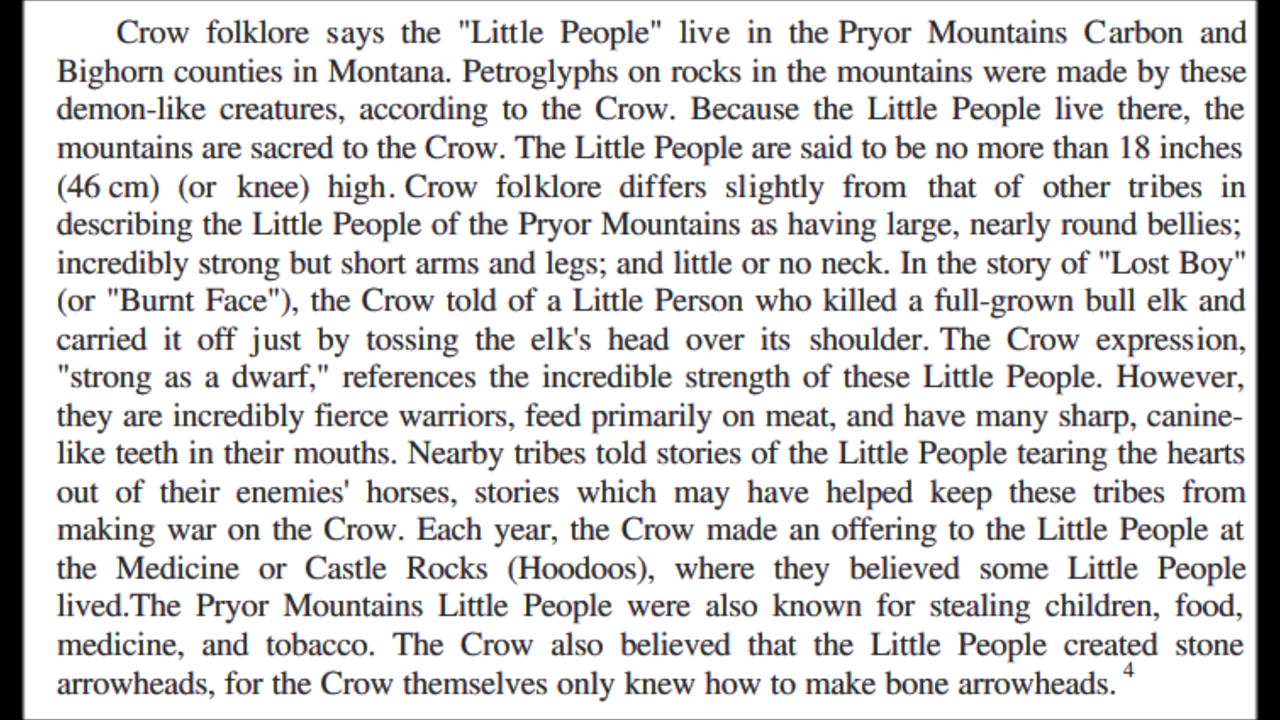 Crow folklore says the "Little People" live in the Pryor Mountains Carbon and
Bighorn counties in Montana. Petroglyphs on rocks in the mountains were made by these
demon-like creatures, according to the Crow. Because the Little People live there, the
mountains are sacred to the Crow. The Little People are said to be no more than 18 inches
(46 cm) (or knee) high. Crow folklore differs slightly from that of other tribes in
describing the Little People of the Pryor Mountains as having large, nearly round bellies;
incredibly strong but short arms and legs; and little or no neck. In the story of "Lost Boy"
(or "Burnt Face"), the Crow told of a Little Person who killed a full-grown bull elk and
carried it off just by tossing the elk's head over its shoulder. The Crow expression,
"strong as a dwarf," references the incredible strength of these Little People. However,
they are incredibly fierce warriors, feed primarily on meat, and have many sharp, canine-
like teeth in their mouths. Nearby tribes told stories of the Little People tearing the hearts
out of their enemies' horses, stories which may have helped keep these tribes from
making war on the Crow. Each year, the Crow made an offering to the Little People at
the Medicine or Castle Rocks (Hoodoos), where they believed some Little People
lived.The Pryor Mountains Little People were also known for stealing children, food,
medicine, and tobacco. The Crow also believed that the Little People created stone
arrowheads, for the Crow themselves only knew how to make bone arrowheads. 4